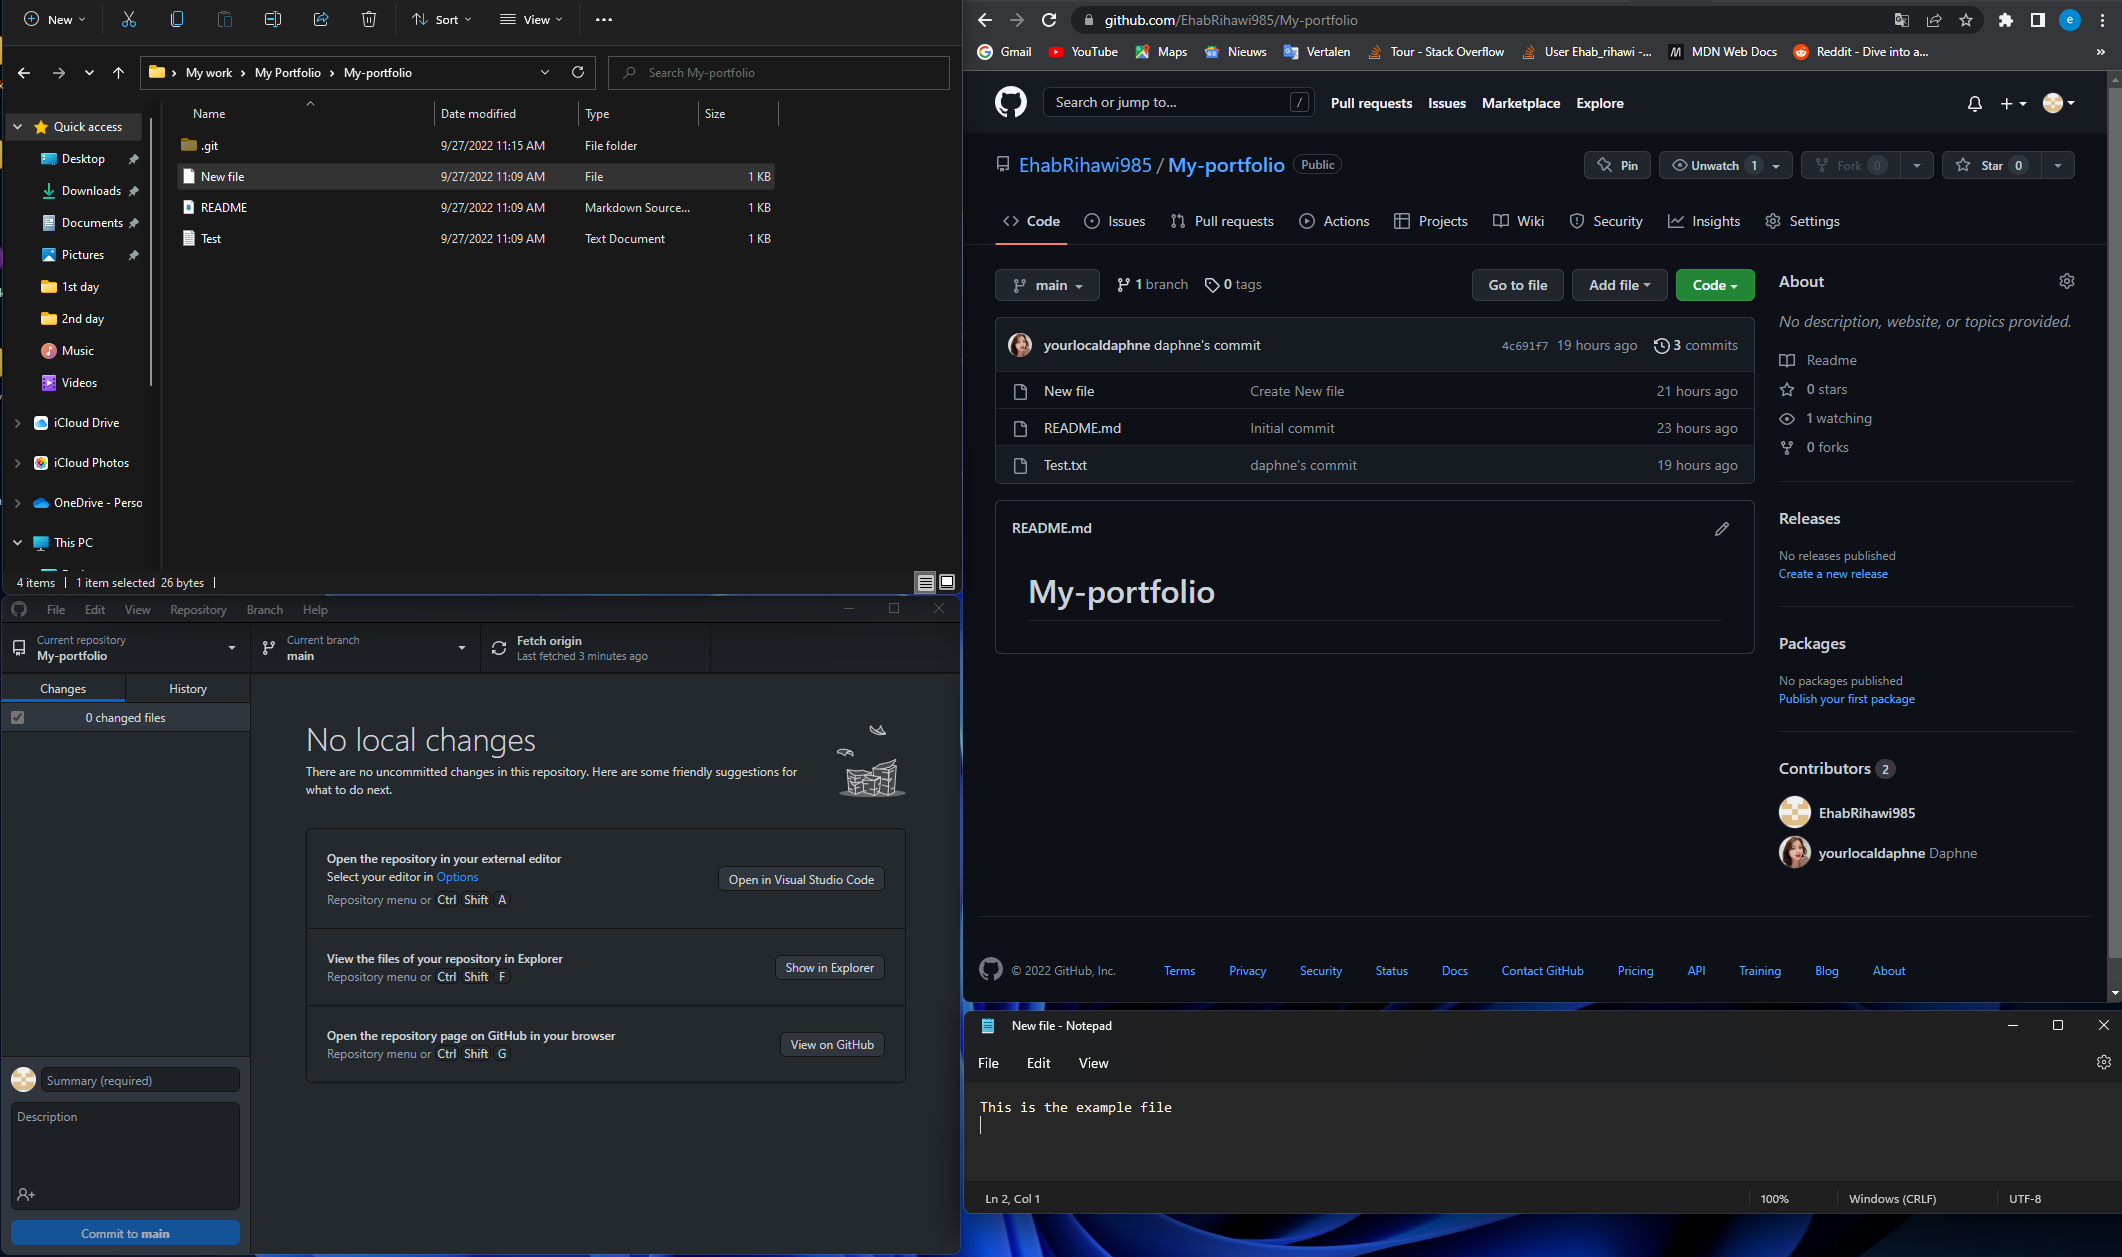 New
Sort
View
My work › My Portfolio › My-portfolio
Search My-portfolio
Name Date modified Type Size
Quick access
Desktop
Downloads
Documents
Pictures
1st day
2nd day
Music
Videos
iCloud Drive
iCloud Photos
OneDrive - Perso
This PC
.git 9/27/2022 11:15 AM File folder
New file 9/27/2022 11:09 AM File 1 KB
README 9/27/2022 11:09 AM Markdown Source... 1 KB
Test 9/27/2022 11:09 AM Text Document 1 KB
4 items | 1 item selected 26 bytes |
File Edit View Repository Branch Help
Current repository
My-portfolio
Current branch
main
Fetch origin
Last fetched 3 minutes ago
Changes History
0 changed files
No local changes
There are no uncommitted changes in this repository. Here are some friendly suggestions for
what to do next.
Open the repository in your external editor
Select your editor in Options
Repository menu or Ctrl Shift A
Open in Visual Studio Code
View the files of your repository in Explorer
Repository menu or Ctrl Shift F
Show in Explorer
Open the repository page on GitHub in your browser
Repository menu or Ctrl Shift G
View on GitHub
Summary (required)
Description
Commit to main
github.com/EhabRihawi985/My-portfolio
e
Gmail YouTube Maps Nieuws Vertalen Tour - Stack Overflow User Ehab_rihawi -... MDN Web Docs Reddit - Dive into a... »
Search or jump to... /
Pull requests Issues Marketplace Explore
EhabRihawi985 / My-portfolio Public
Pin Unwatch 1 Fork 0 Star 0
Code Issues Pull requests Actions Projects Wiki Security Insights Settings
main 1 branch 0 tags Go to file Add file Code
yourlocaldaphne daphne's commit 4c691f7 19 hours ago 3 commits
New file Create New file 21 hours ago
README.md Initial commit 23 hours ago
Test.txt daphne's commit 19 hours ago
README.md
My-portfolio
About
No description, website, or topics provided.
Readme
0 stars
1 watching
0 forks
Releases
No releases published
Create a new release
Packages
No packages published
Publish your first package
Contributors 2
EhabRihawi985
yourlocaldaphne Daphne
© 2022 GitHub, Inc. Terms Privacy Security Status Docs Contact GitHub Pricing API Training Blog About
New file - Notepad
File Edit View
This is the example file
Ln 2, Col 1 100% Windows (CRLF) UTF-8